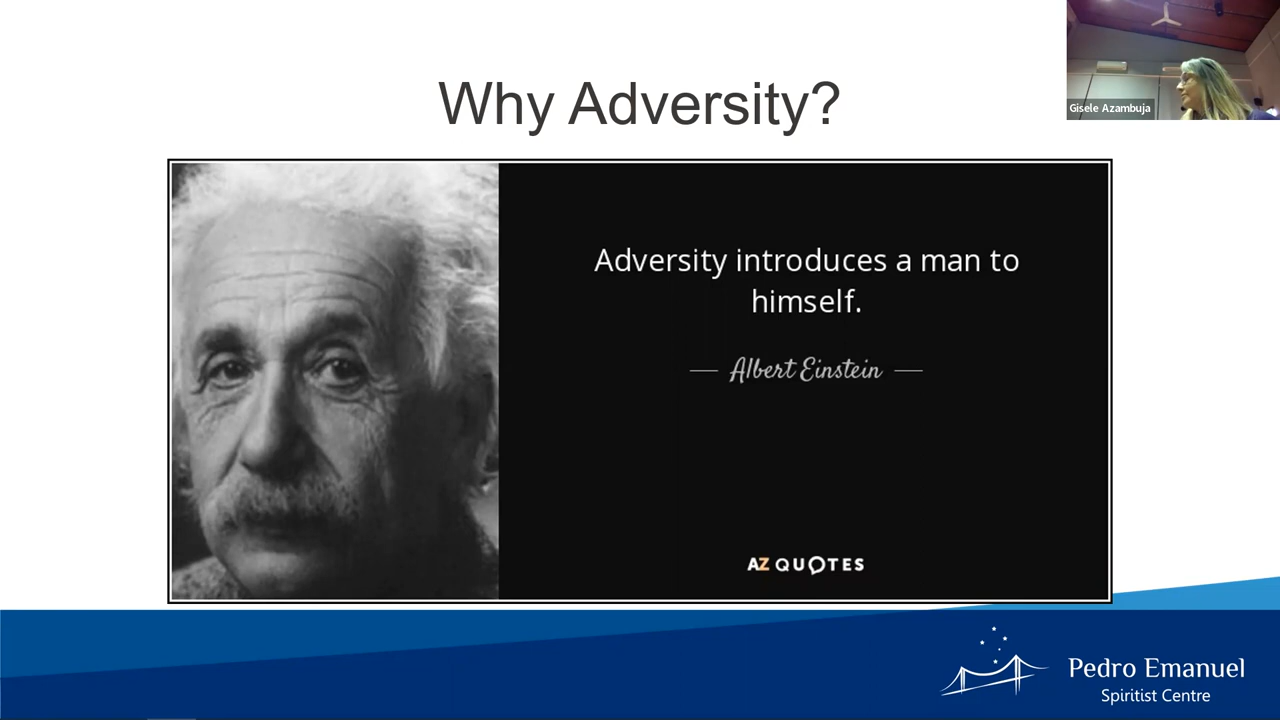 Why Adversity?
Gisele Azambuja
Adversity introduces a man to
himself.
Albert Einstein
AZ QUOTES
Pedro Emanuel
Spiritist Centre